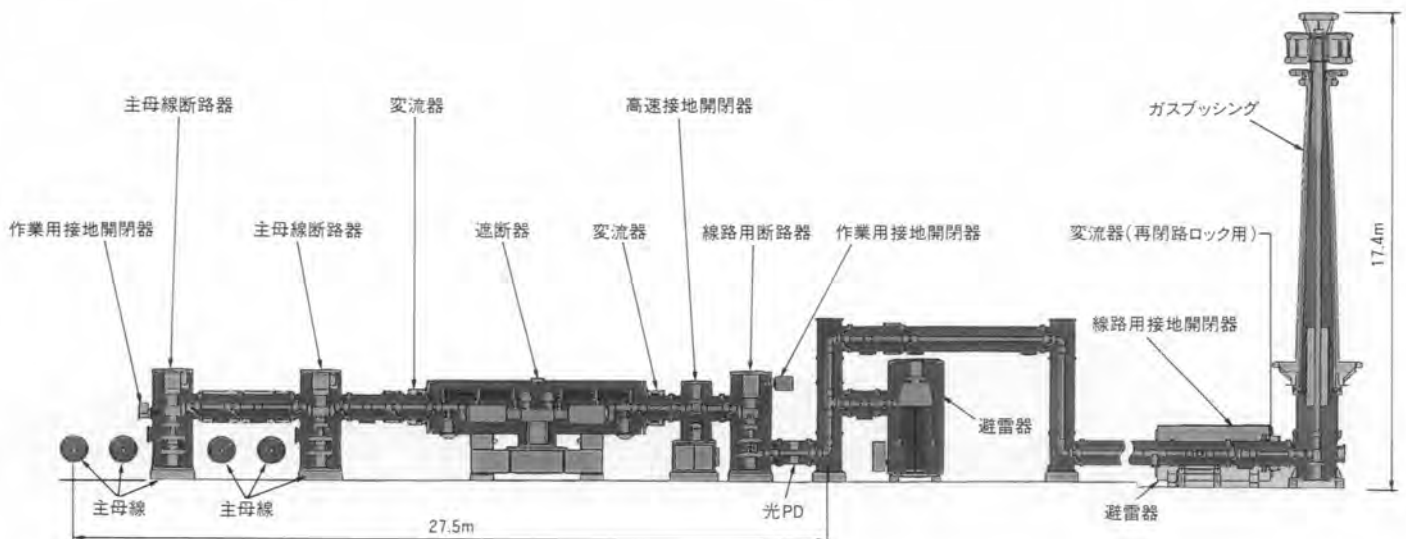 主母線断路器
変流器
高速接地開閉器
ガスブッシング
作業用接地開閉器
主母線断路器
遮断器
変流器
線路用断路器
作業用接地開閉器
変流器(再閉路ロック用)
17.4m
線路用接地開閉器
避雷器
主母線
主母線
光PD
避雷器
27.5m